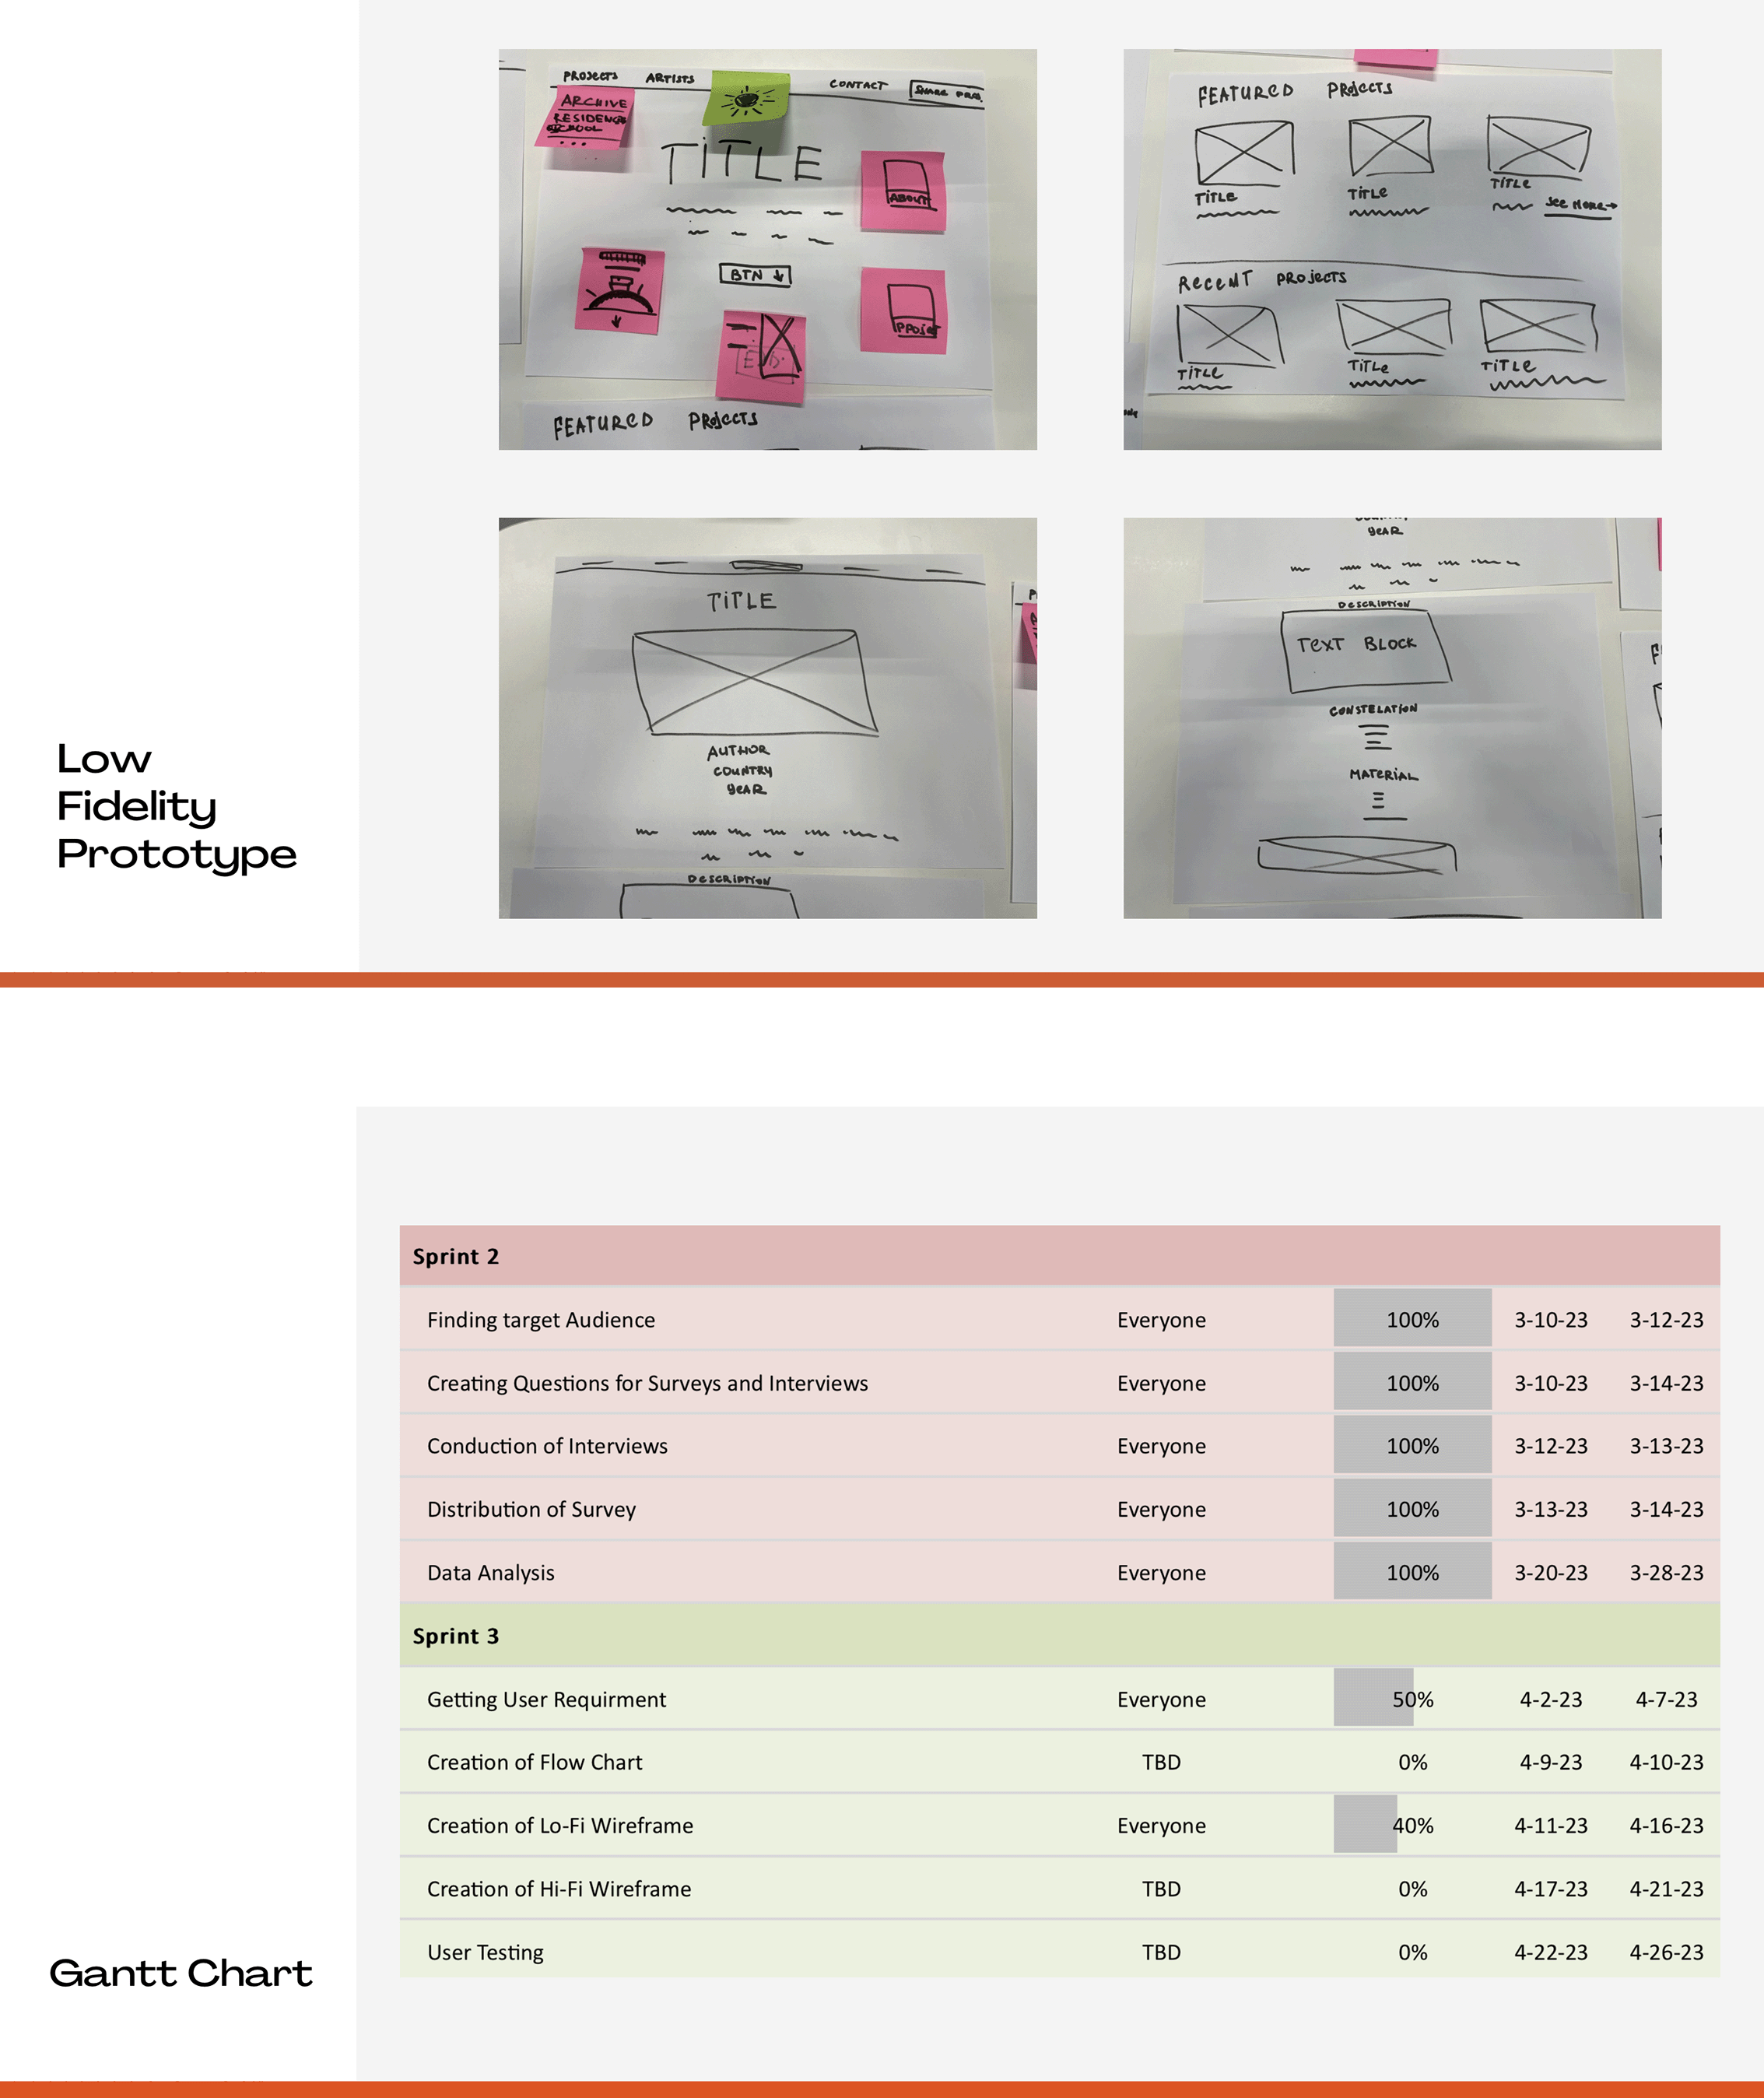 PROJECTS ARTISTS CONTACT
ARCHIVE
RESIDENCE
TITLE
ABOUT
BTN
FEATURED PROJECTS
FEATURED PROJECTS
TITLE TITLE TITLE
See More
RECENT PROJECTS
TITLE TITLE TITLE
TITLE
AUTHOR
COUNTRY
YEAR
DESCRIPTION
YEAR
DESCRIPTION
TEXT BLOCK
CONSTELATION
MATERIAL
Low
Fidelity
Prototype
Sprint 2
Finding target Audience Everyone 100% 3-10-23 3-12-23
Creating Questions for Surveys and Interviews Everyone 100% 3-10-23 3-14-23
Conduction of Interviews Everyone 100% 3-12-23 3-13-23
Distribution of Survey Everyone 100% 3-13-23 3-14-23
Data Analysis Everyone 100% 3-20-23 3-28-23
Sprint 3
Getting User Requirment Everyone 50% 4-2-23 4-7-23
Creation of Flow Chart TBD 0% 4-9-23 4-10-23
Creation of Lo-Fi Wireframe Everyone 40% 4-11-23 4-16-23
Creation of Hi-Fi Wireframe TBD 0% 4-17-23 4-21-23
User Testing TBD 0% 4-22-23 4-26-23
Gantt Chart